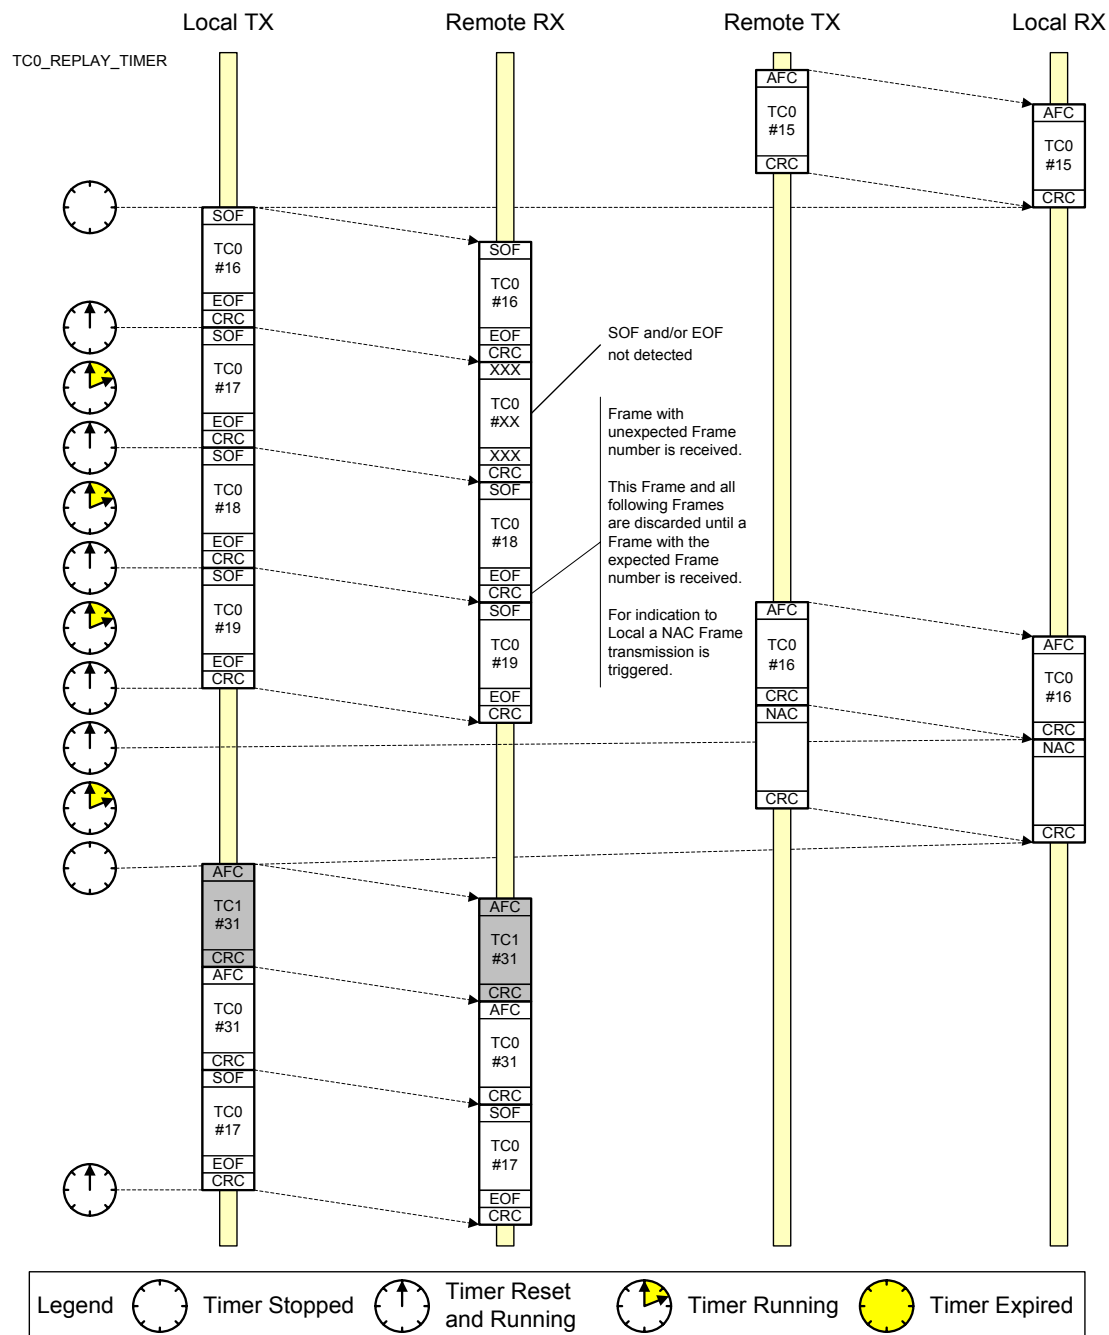 Local TX
Remote RX
Remote TX
Local RX
TC0_REPLAY_TIMER
AFC
TC0
#15
CRC
AFC
TC0
#15
CRC
SOF
TC0
#16
EOF
CRC
SOF
TC0
#17
EOF
CRC
SOF
TC0
#18
EOF
CRC
SOF
TC0
#19
EOF
CRC
SOF
TC0
#16
EOF
CRC
XXX
TC0
#XX
XXX
CRC
SOF
TC0
#18
EOF
CRC
SOF
TC0
#19
EOF
CRC
SOF and/or EOF
not detected
Frame with
unexpected Frame
number is received.
This Frame and all
following Frames
are discarded until a
Frame with the
expected Frame
number is received.
For indication to
Local a NAC Frame
transmission is
triggered.
AFC
TC0
#16
CRC
NAC
CRC
AFC
TC0
#16
CRC
NAC
CRC
AFC
TC1
#31
CRC
AFC
TC0
#31
CRC
SOF
TC0
#17
EOF
CRC
AFC
TC1
#31
CRC
AFC
TC0
#31
CRC
SOF
TC0
#17
EOF
CRC
Legend
Timer Stopped
Timer Reset
and Running
Timer Running
Timer Expired